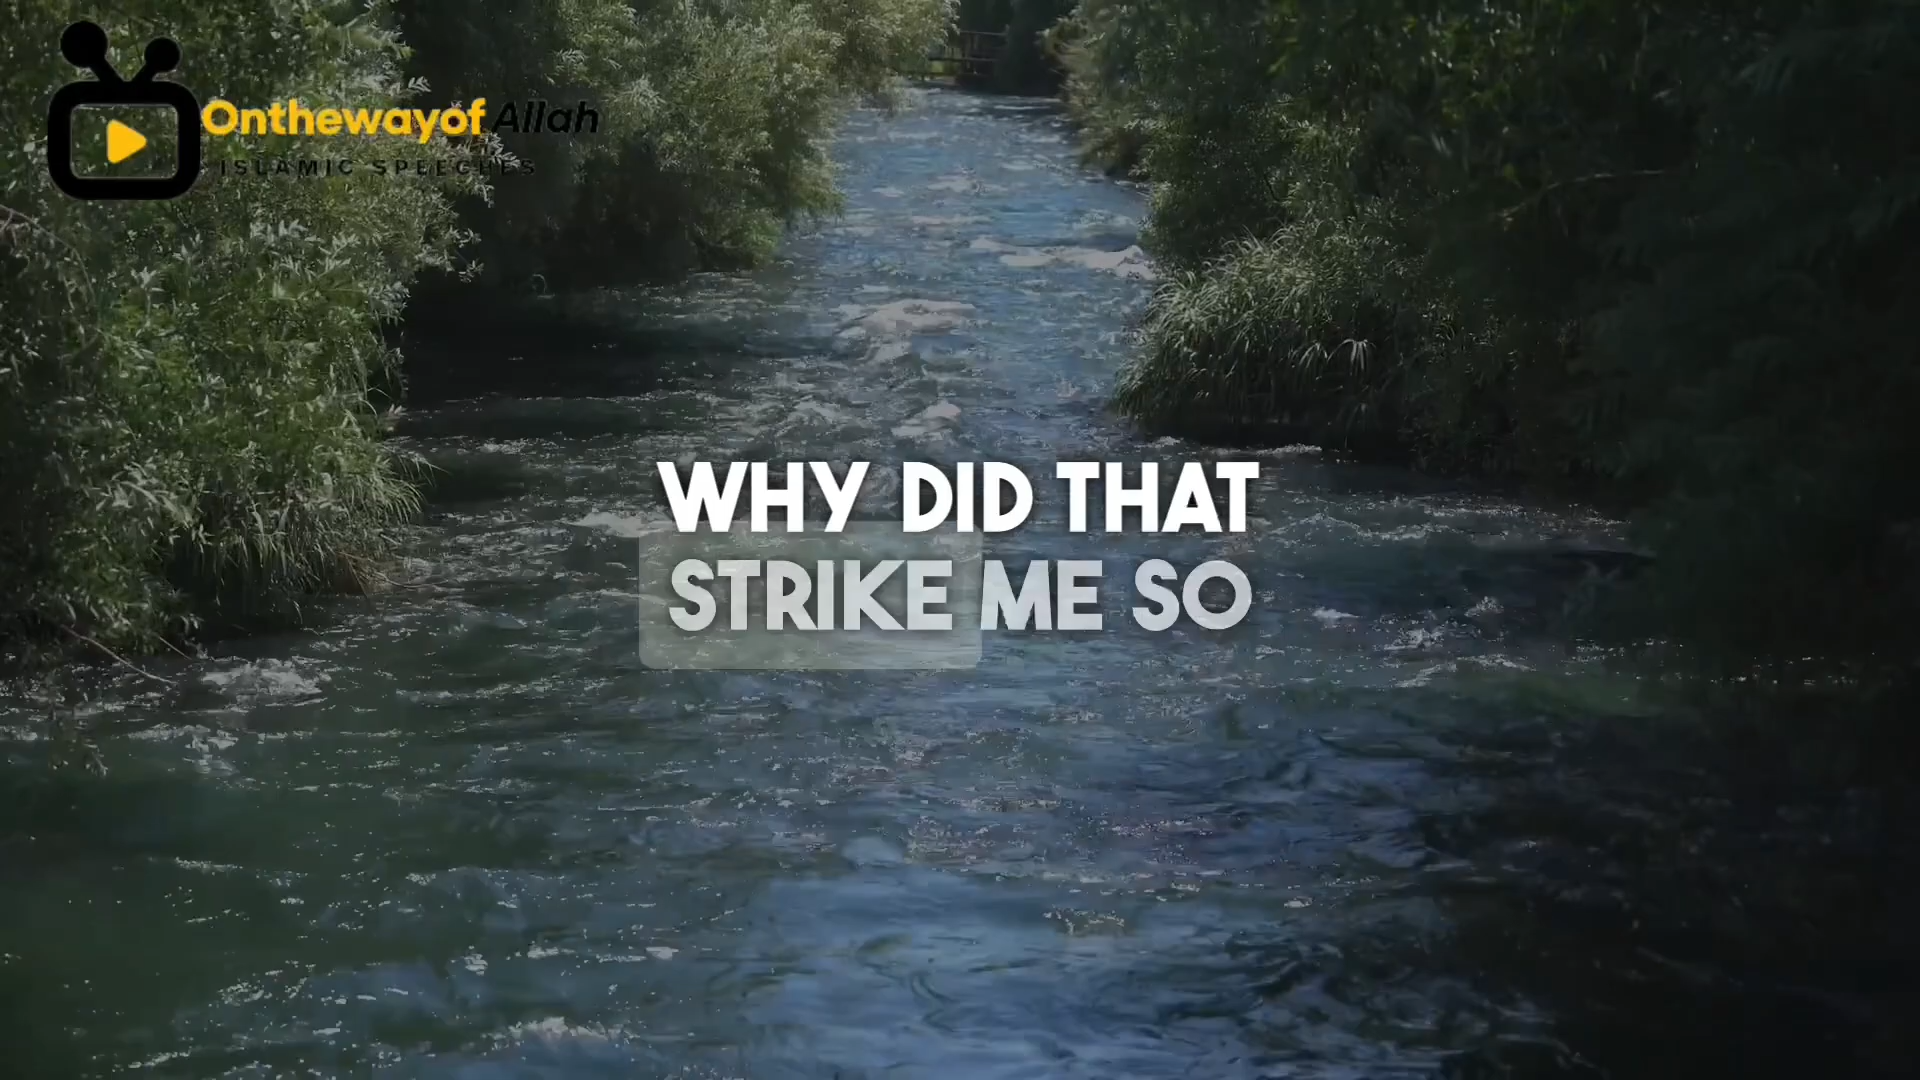 Onthewayof Allah
ISLAMIC SPEECHES
WHY DID THAT
STRIKE ME SO